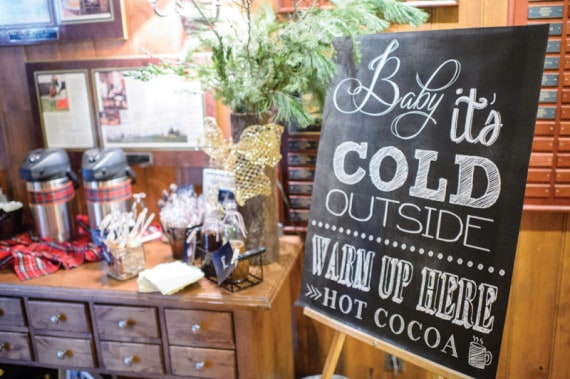 Baby
it's
COLD
OUTSIDE
WARM UP HERE
>>>HOT COCOA